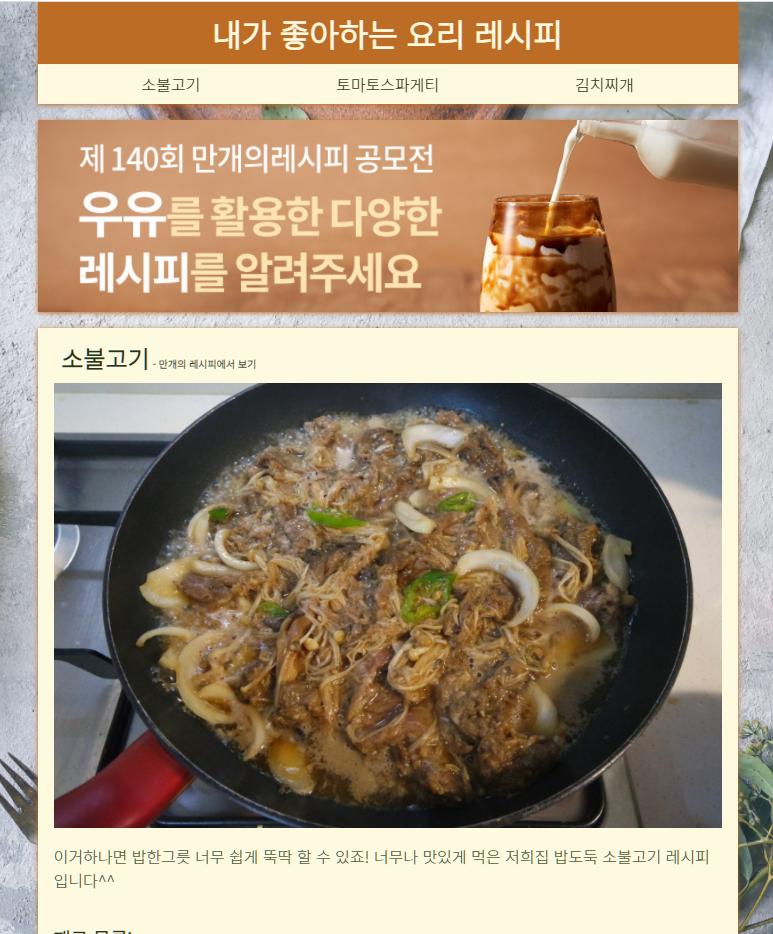 내가 좋아하는 요리 레시피
소불고기 토마토스파게티 김치찌개
제 140회 만개의레시피 공모전
우유를 활용한 다양한
레시피를 알려주세요
소불고기 - 만개의 레시피에서 보기
이거하나면 밥한그릇 너무 쉽게 뚝딱 할 수 있죠! 너무나 맛있게 먹은 저희집 밥도둑 소불고기 레시피
입니다^^